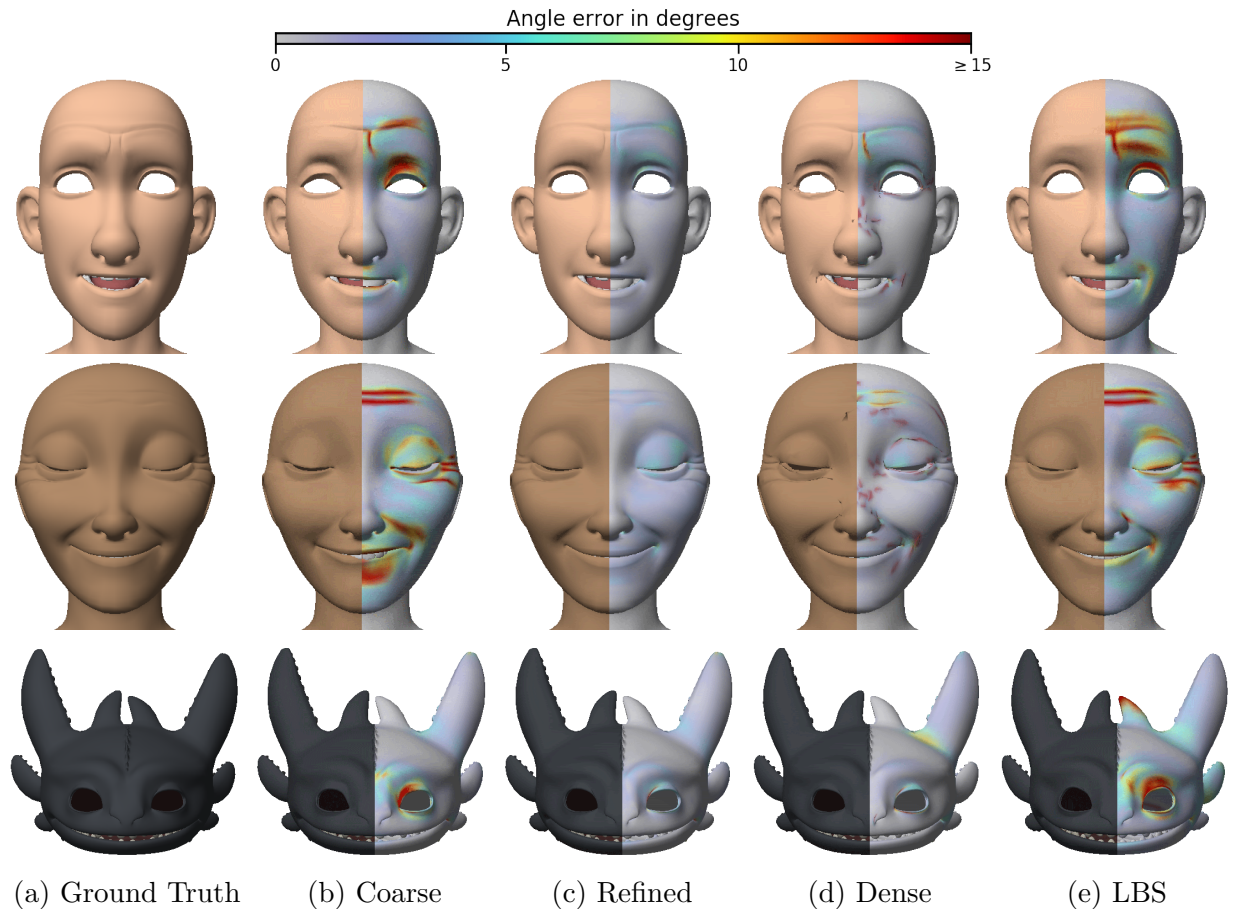 Angle error in degrees
0 5 10 ≥15
(a) Ground Truth (b) Coarse (c) Refined (d) Dense (e) LBS